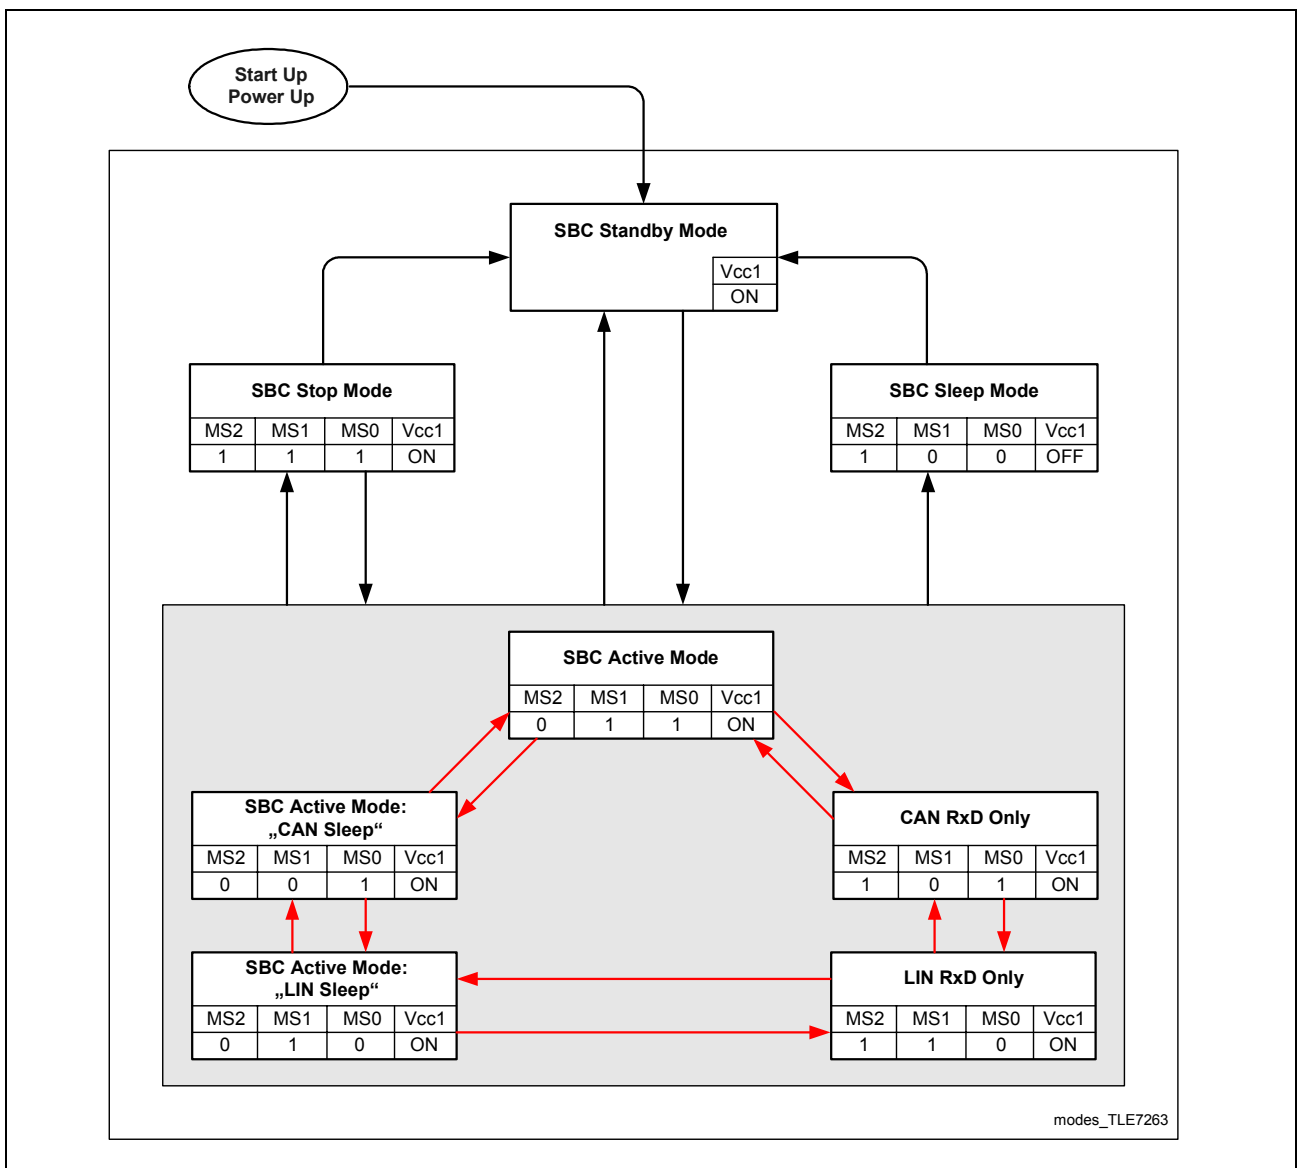 Start Up
Power Up
SBC Standby Mode
Vcc1
ON
SBC Stop Mode
MS2 MS1 MS0 Vcc1
1 1 1 ON
SBC Sleep Mode
MS2 MS1 MS0 Vcc1
1 0 0 OFF
SBC Active Mode
MS2 MS1 MS0 Vcc1
0 1 1 ON
SBC Active Mode:
„CAN Sleep“
MS2 MS1 MS0 Vcc1
0 0 1 ON
CAN RxD Only
MS2 MS1 MS0 Vcc1
1 0 1 ON
SBC Active Mode:
„LIN Sleep“
MS2 MS1 MS0 Vcc1
0 1 0 ON
LIN RxD Only
MS2 MS1 MS0 Vcc1
1 1 0 ON
modes_TLE7263